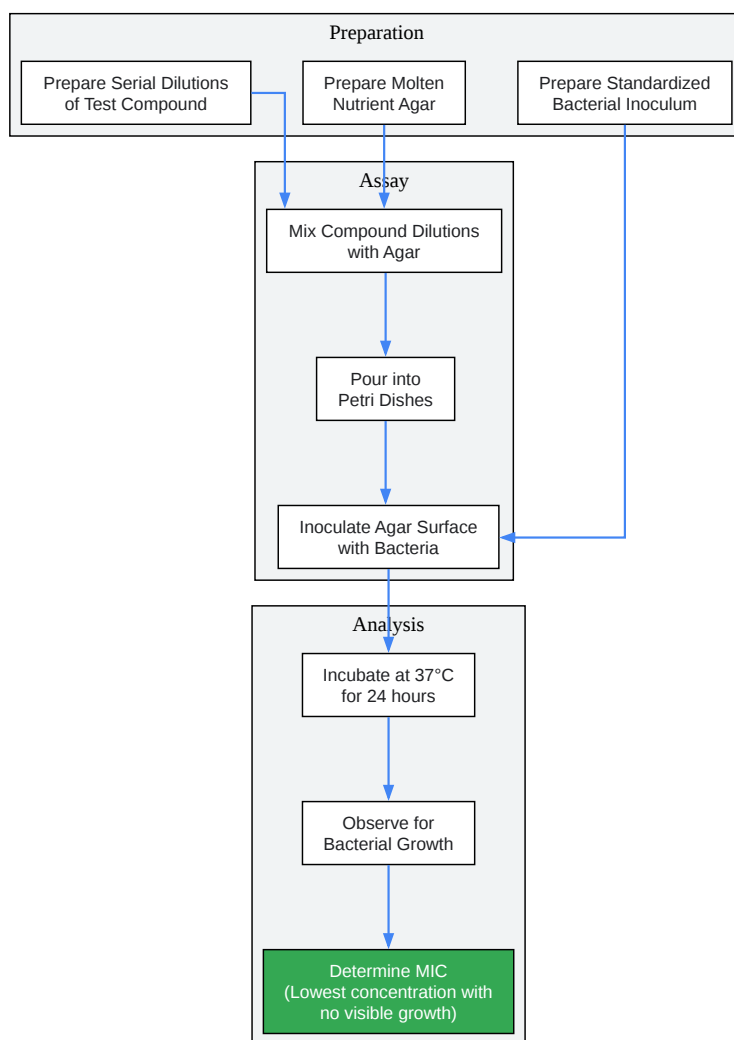 Preparation
Prepare Serial Dilutions
of Test Compound
Prepare Molten
Nutrient Agar
Prepare Standardized
Bacterial Inoculum
Assay
Mix Compound Dilutions
with Agar
Pour into
Petri Dishes
Inoculate Agar Surface
with Bacteria
Analysis
Incubate at 37°C
for 24 hours
Observe for
Bacterial Growth
Determine MIC
(Lowest concentration with
no visible growth)